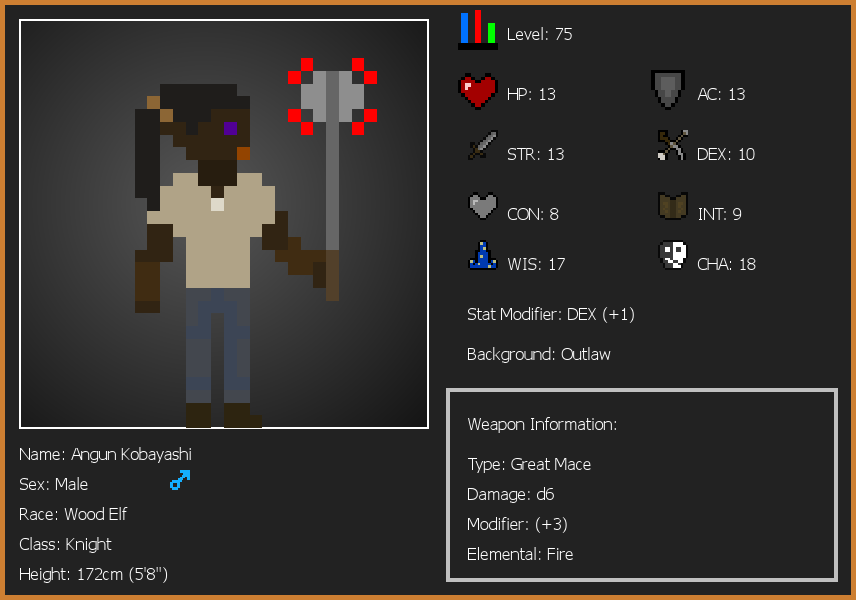 Level: 75
HP: 13
AC: 13
STR: 13
DEX: 10
CON: 8
INT: 9
WIS: 17
CHA: 18
Stat Modifier: DEX (+1)
Background: Outlaw
Weapon Information:
Type: Great Mace
Damage: d6
Modifier: (+3)
Elemental: Fire
Name: Angun Kobayashi
Sex: Male
Race: Wood Elf
Class: Knight
Height: 172cm (5'8")